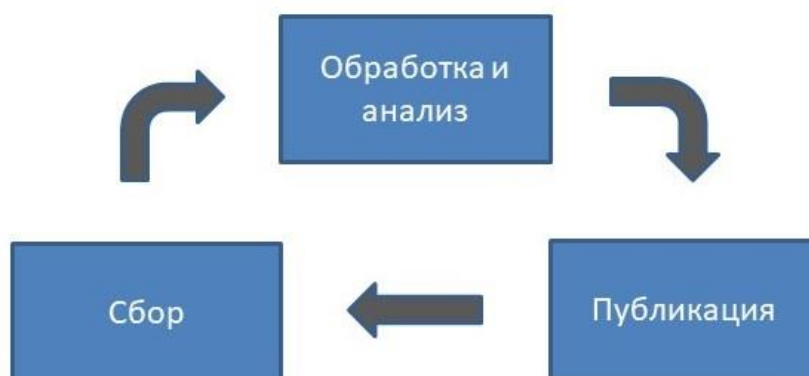 Обработка и
анализ
Сбор
Публикация